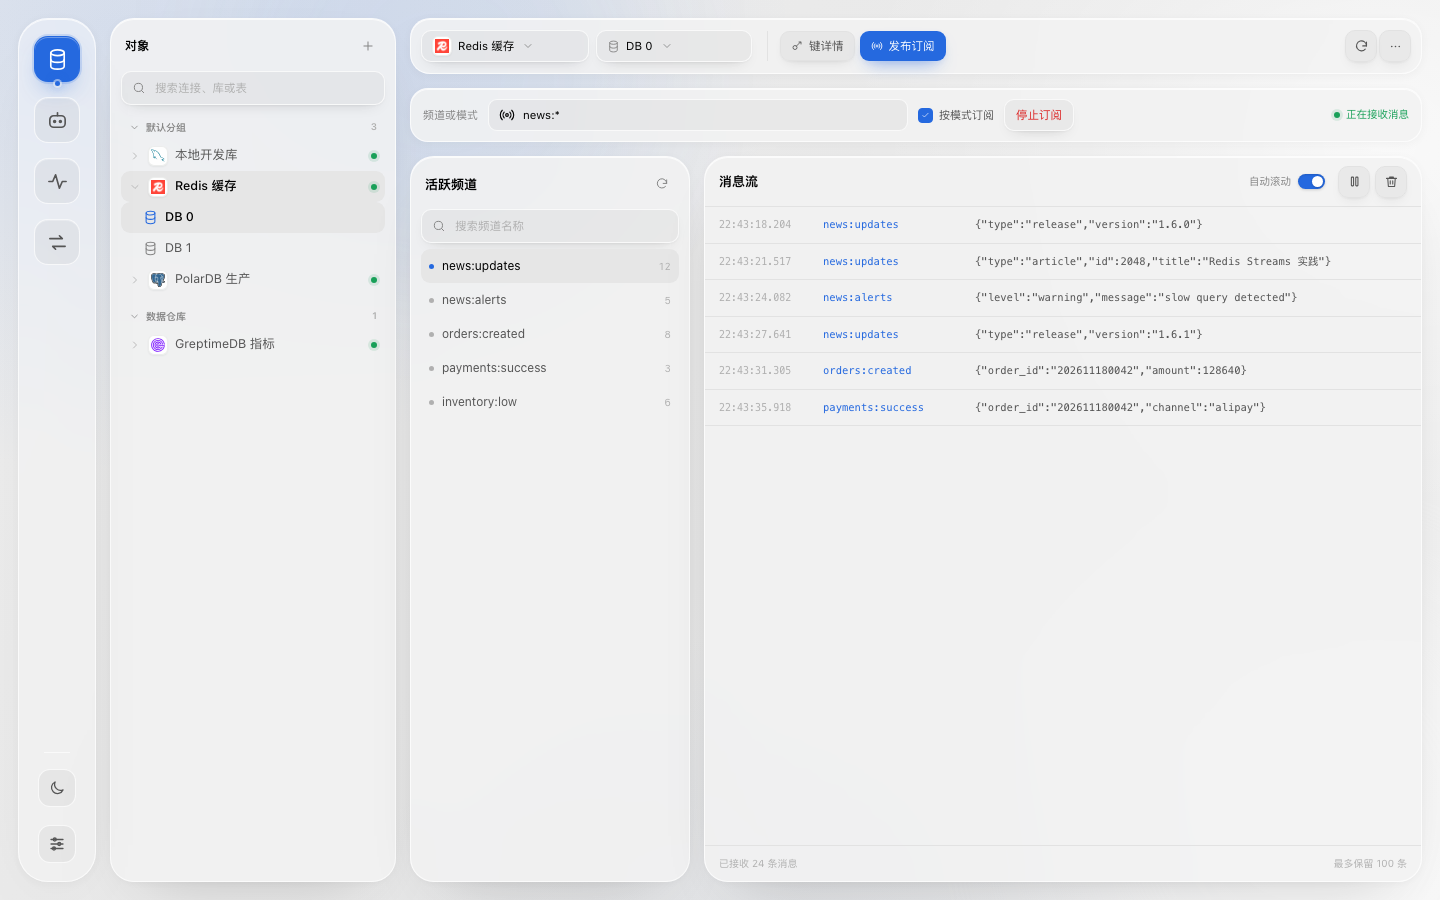 对象
搜索连接、库或表
默认分组 3
本地开发库
Redis 缓存
DB 0
DB 1
PolarDB 生产
数据仓库 1
GreptimeDB 指标
Redis 缓存
DB 0
键详情
发布订阅
频道或模式
news:*
按模式订阅
停止订阅
正在接收消息
活跃频道
搜索频道名称
news:updates 12
news:alerts 5
orders:created 8
payments:success 3
inventory:low 6
消息流
自动滚动
22:43:18.204 news:updates {"type":"release","version":"1.6.0"}
22:43:21.517 news:updates {"type":"article","id":2048,"title":"Redis Streams 实践"}
22:43:24.082 news:alerts {"level":"warning","message":"slow query detected"}
22:43:27.641 news:updates {"type":"release","version":"1.6.1"}
22:43:31.305 orders:created {"order_id":"202611180042","amount":128640}
22:43:35.918 payments:success {"order_id":"202611180042","channel":"alipay"}
已接收 24 条消息
最多保留 100 条